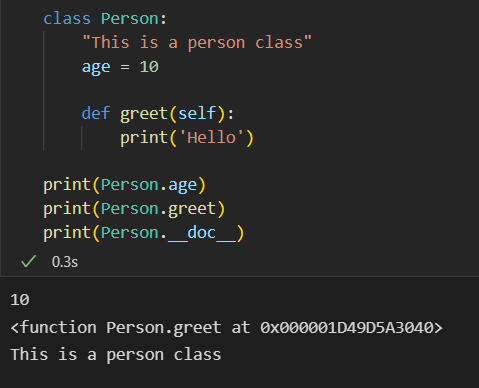 class Person:
    "This is a person class"
    age = 10

    def greet(self):
        print('Hello')

print(Person.age)
print(Person.greet)
print(Person.__doc__)
0.3s
10
<function Person.greet at 0x000001D49D5A3040>
This is a person class